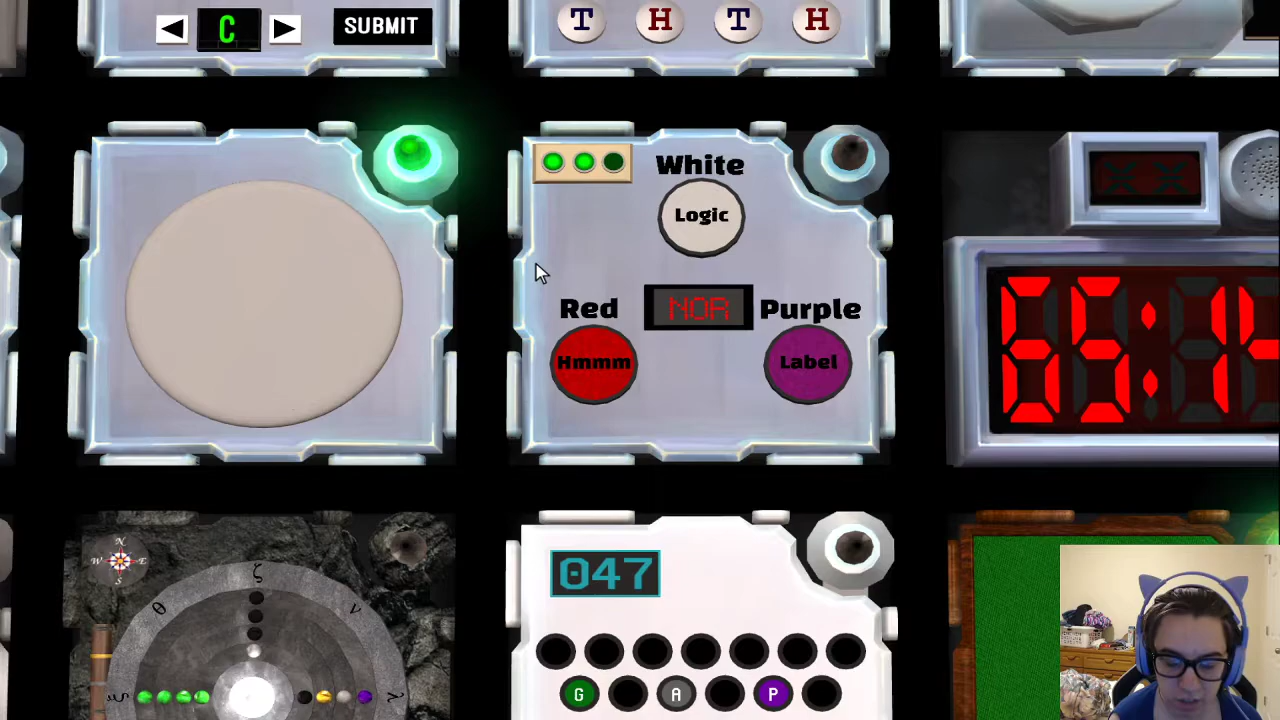 C SUBMIT
T H T H
White
Logic
Red NOR Purple
Hmmm Label
047
G A P
N
W E
S
ζ
θ ν
ξ λ